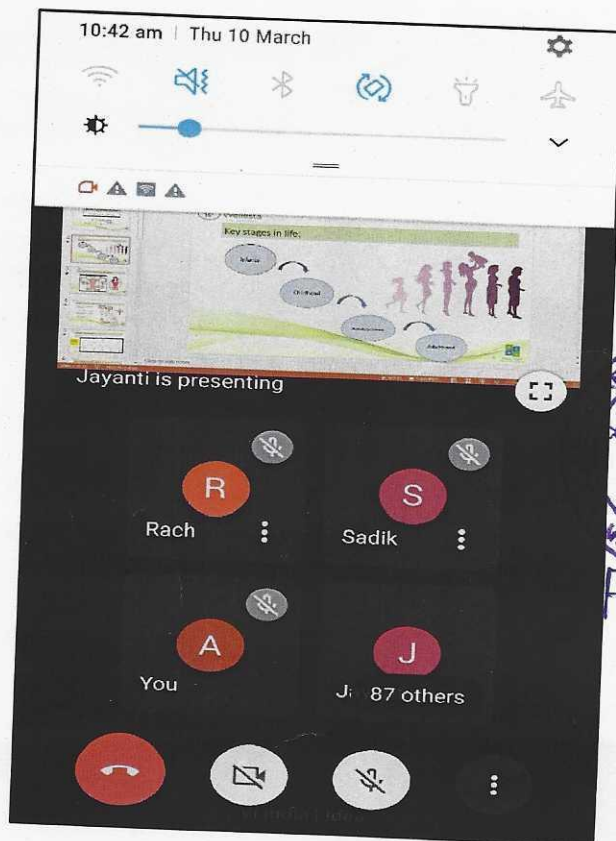 10:42 am | Thu 10 March
Key stages in life:
Childhood
Jayanti is presenting
R
Rach
S
Sadik
A
You
J
87 others